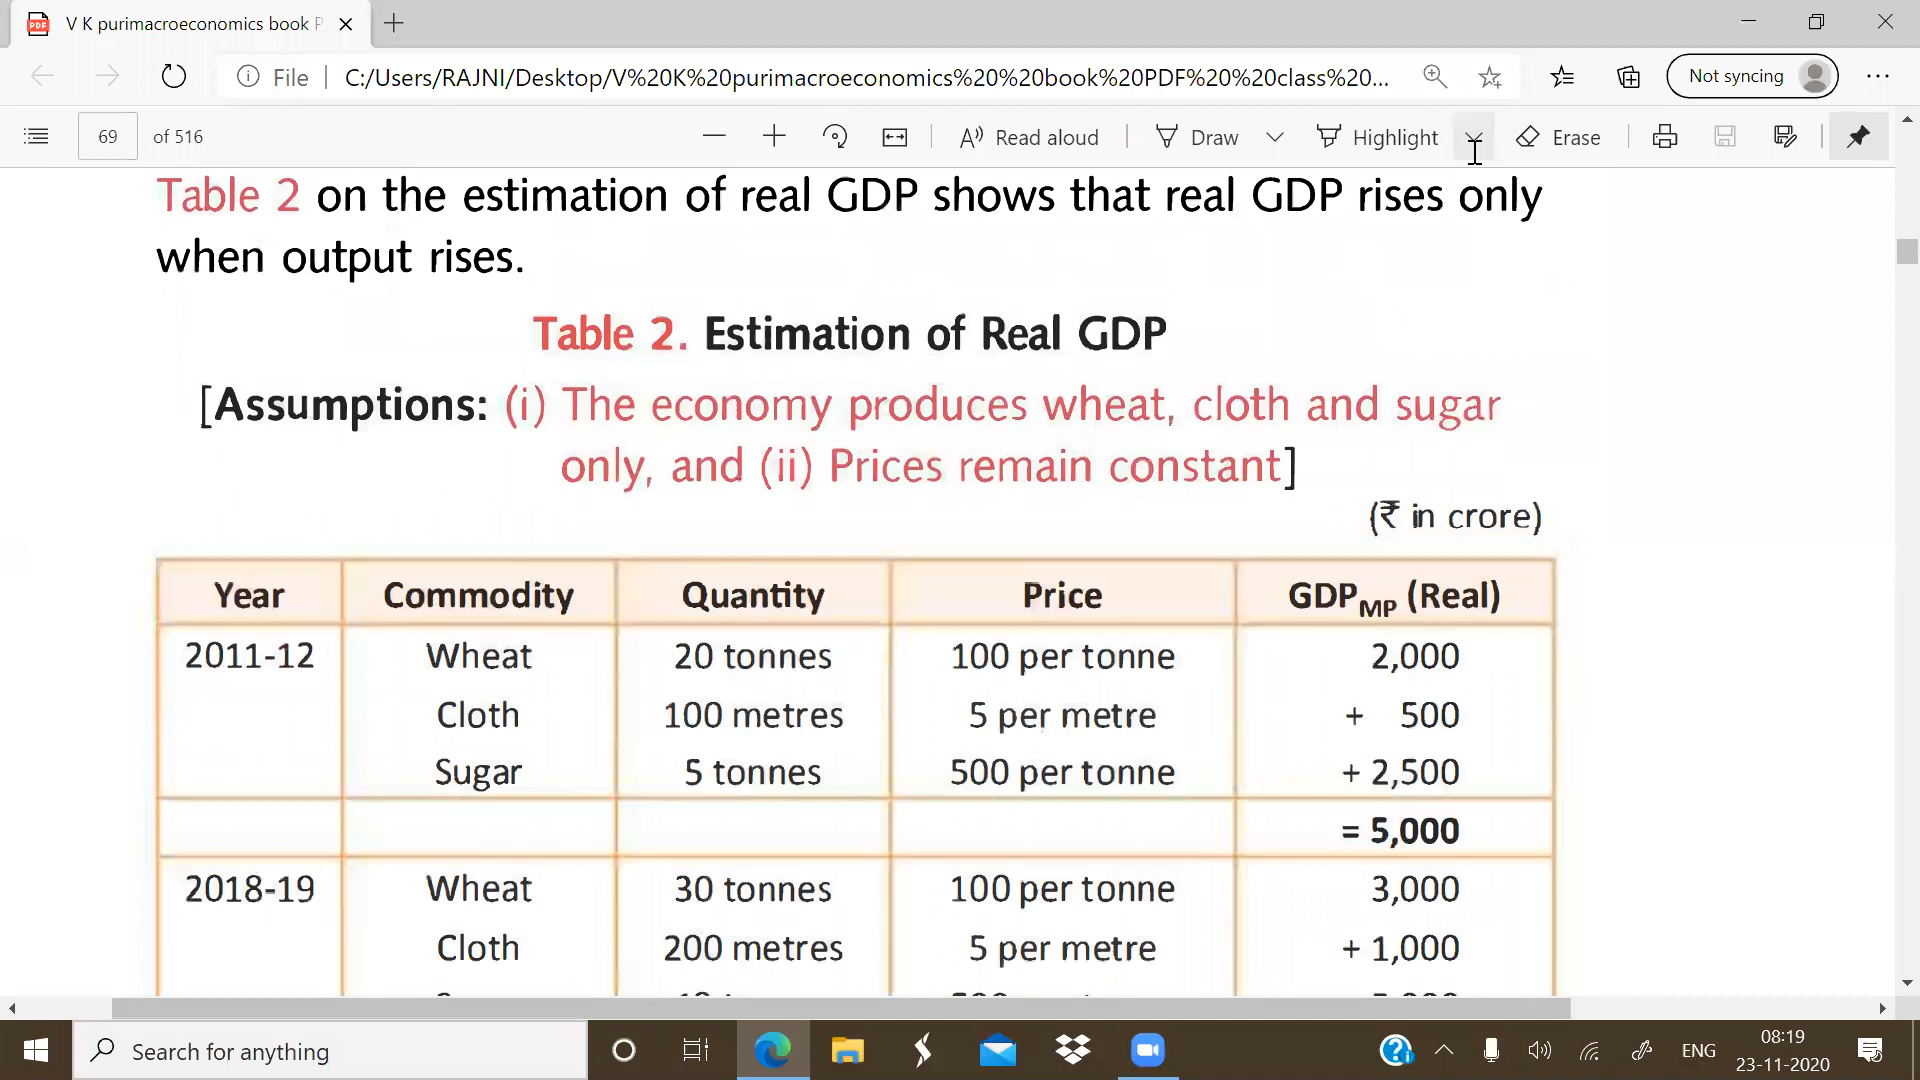 V K purimacroeconomics book P
File
C:/Users/RAJNI/Desktop/V%20K%20purimacroeconomics%20%20book%20PDF%20%20class%20...
Not syncing
69 of 516
Read aloud
Draw
Highlight
Erase
Table 2 on the estimation of real GDP shows that real GDP rises only
when output rises.
Table 2. Estimation of Real GDP
[Assumptions: (i) The economy produces wheat, cloth and sugar
only, and (ii) Prices remain constant]
(₹ in crore)
Year Commodity Quantity Price GDPMP (Real)
2011-12 Wheat 20 tonnes 100 per tonne 2,000
Cloth 100 metres 5 per metre + 500
Sugar 5 tonnes 500 per tonne + 2,500
= 5,000
2018-19 Wheat 30 tonnes 100 per tonne 3,000
Cloth 200 metres 5 per metre + 1,000
Search for anything
ENG
08:19
23-11-2020